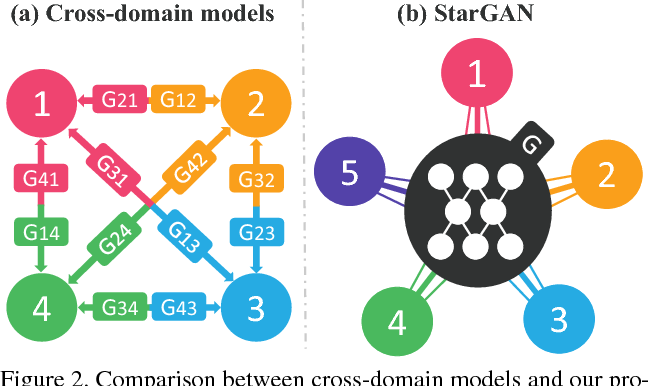 (a) Cross-domain models
(b) StarGAN
1
G21
G12
2
G41
G31
G42
G32
G14
G24
G13
G23
4
G34
G43
3
1
G
5
2
4
3
Figure 2. Comparison between cross-domain models and our pro-